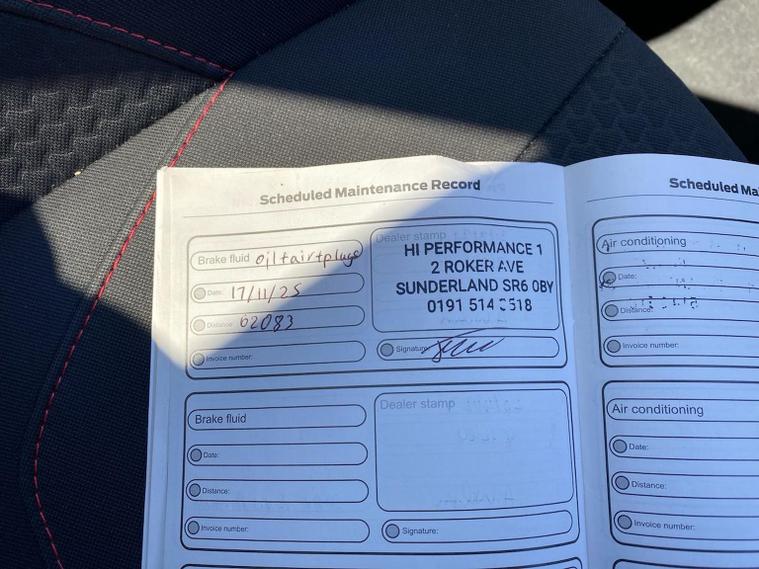 Scheduled Maintenance Record
Brake fluid oil+air+plugs
Date: 17/11/25
Distance: 62083
Invoice number:
Dealer stamp
HI PERFORMANCE 1
2 ROKER AVE
SUNDERLAND SR6 0BY
0191 514
Signature:
Brake fluid
Date:
Distance:
Invoice number:
Dealer stamp
Signature:
Scheduled Ma
Air conditioning
Date:
Distance:
Invoice number:
Air conditioning
Date:
Distance:
Invoice number: